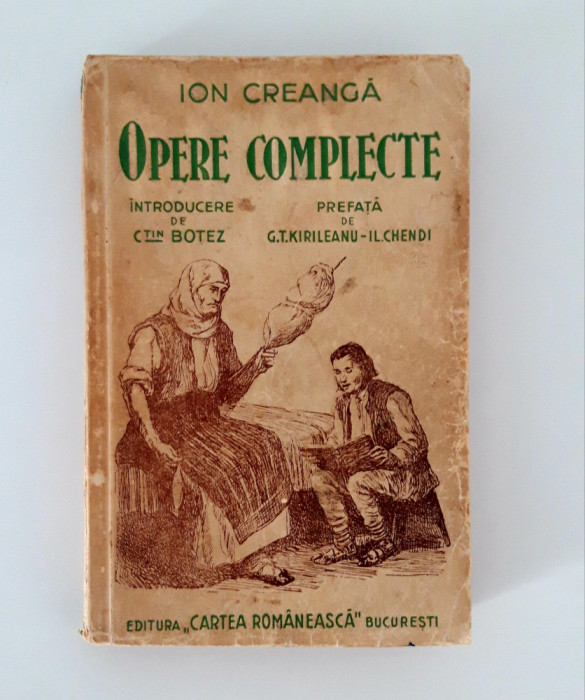 ION CREANGĂ
OPERE COMPLECTE
INTRODUCERE
DE
CTIN BOTEZ
PREFAȚĂ
DE
G.T.KIRILEANU-IL.CHENDI
EDITURA „CARTEA ROMÂNEASCĂ" BUCUREȘTI